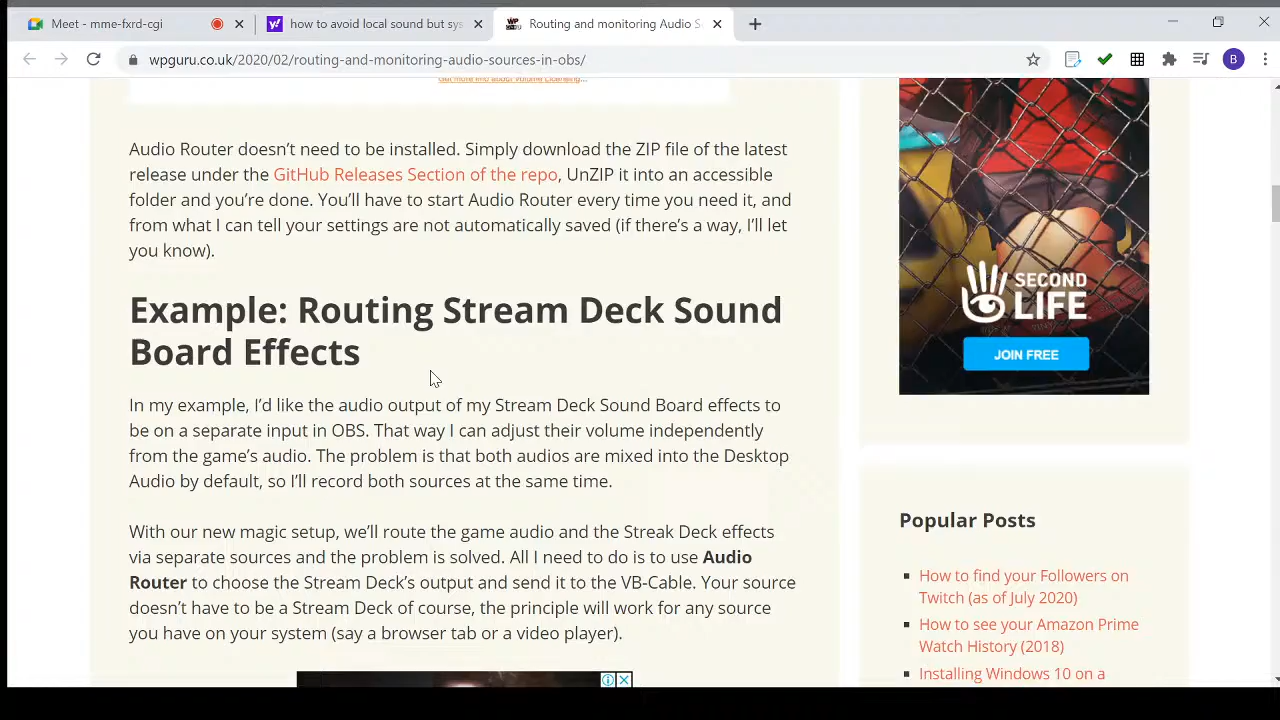 Meet - mme-fxrd-cgi
how to avoid local sound but sys
Routing and monitoring Audio S
wpguru.co.uk/2020/02/routing-and-monitoring-audio-sources-in-obs/
B
Get more info about Volume Licensing...
Audio Router doesn’t need to be installed. Simply download the ZIP file of the latest
release under the GitHub Releases Section of the repo, UnZIP it into an accessible
folder and you’re done. You’ll have to start Audio Router every time you need it, and
from what I can tell your settings are not automatically saved (if there’s a way, I’ll let
you know).
Example: Routing Stream Deck Sound
Board Effects
In my example, I’d like the audio output of my Stream Deck Sound Board effects to
be on a separate input in OBS. That way I can adjust their volume independently
from the game’s audio. The problem is that both audios are mixed into the Desktop
Audio by default, so I’ll record both sources at the same time.
With our new magic setup, we’ll route the game audio and the Streak Deck effects
via separate sources and the problem is solved. All I need to do is to use Audio
Router to choose the Stream Deck’s output and send it to the VB-Cable. Your source
doesn’t have to be a Stream Deck of course, the principle will work for any source
you have on your system (say a browser tab or a video player).
SECOND
LIFE
JOIN FREE
Popular Posts
How to find your Followers on
Twitch (as of July 2020)
How to see your Amazon Prime
Watch History (2018)
Installing Windows 10 on a